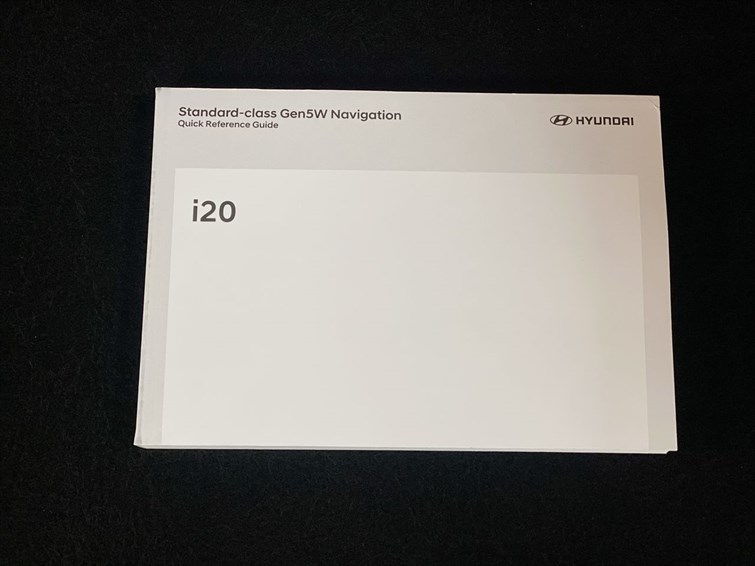 Standard-class Gen5W Navigation
Quick Reference Guide
HYUNDAI
i20